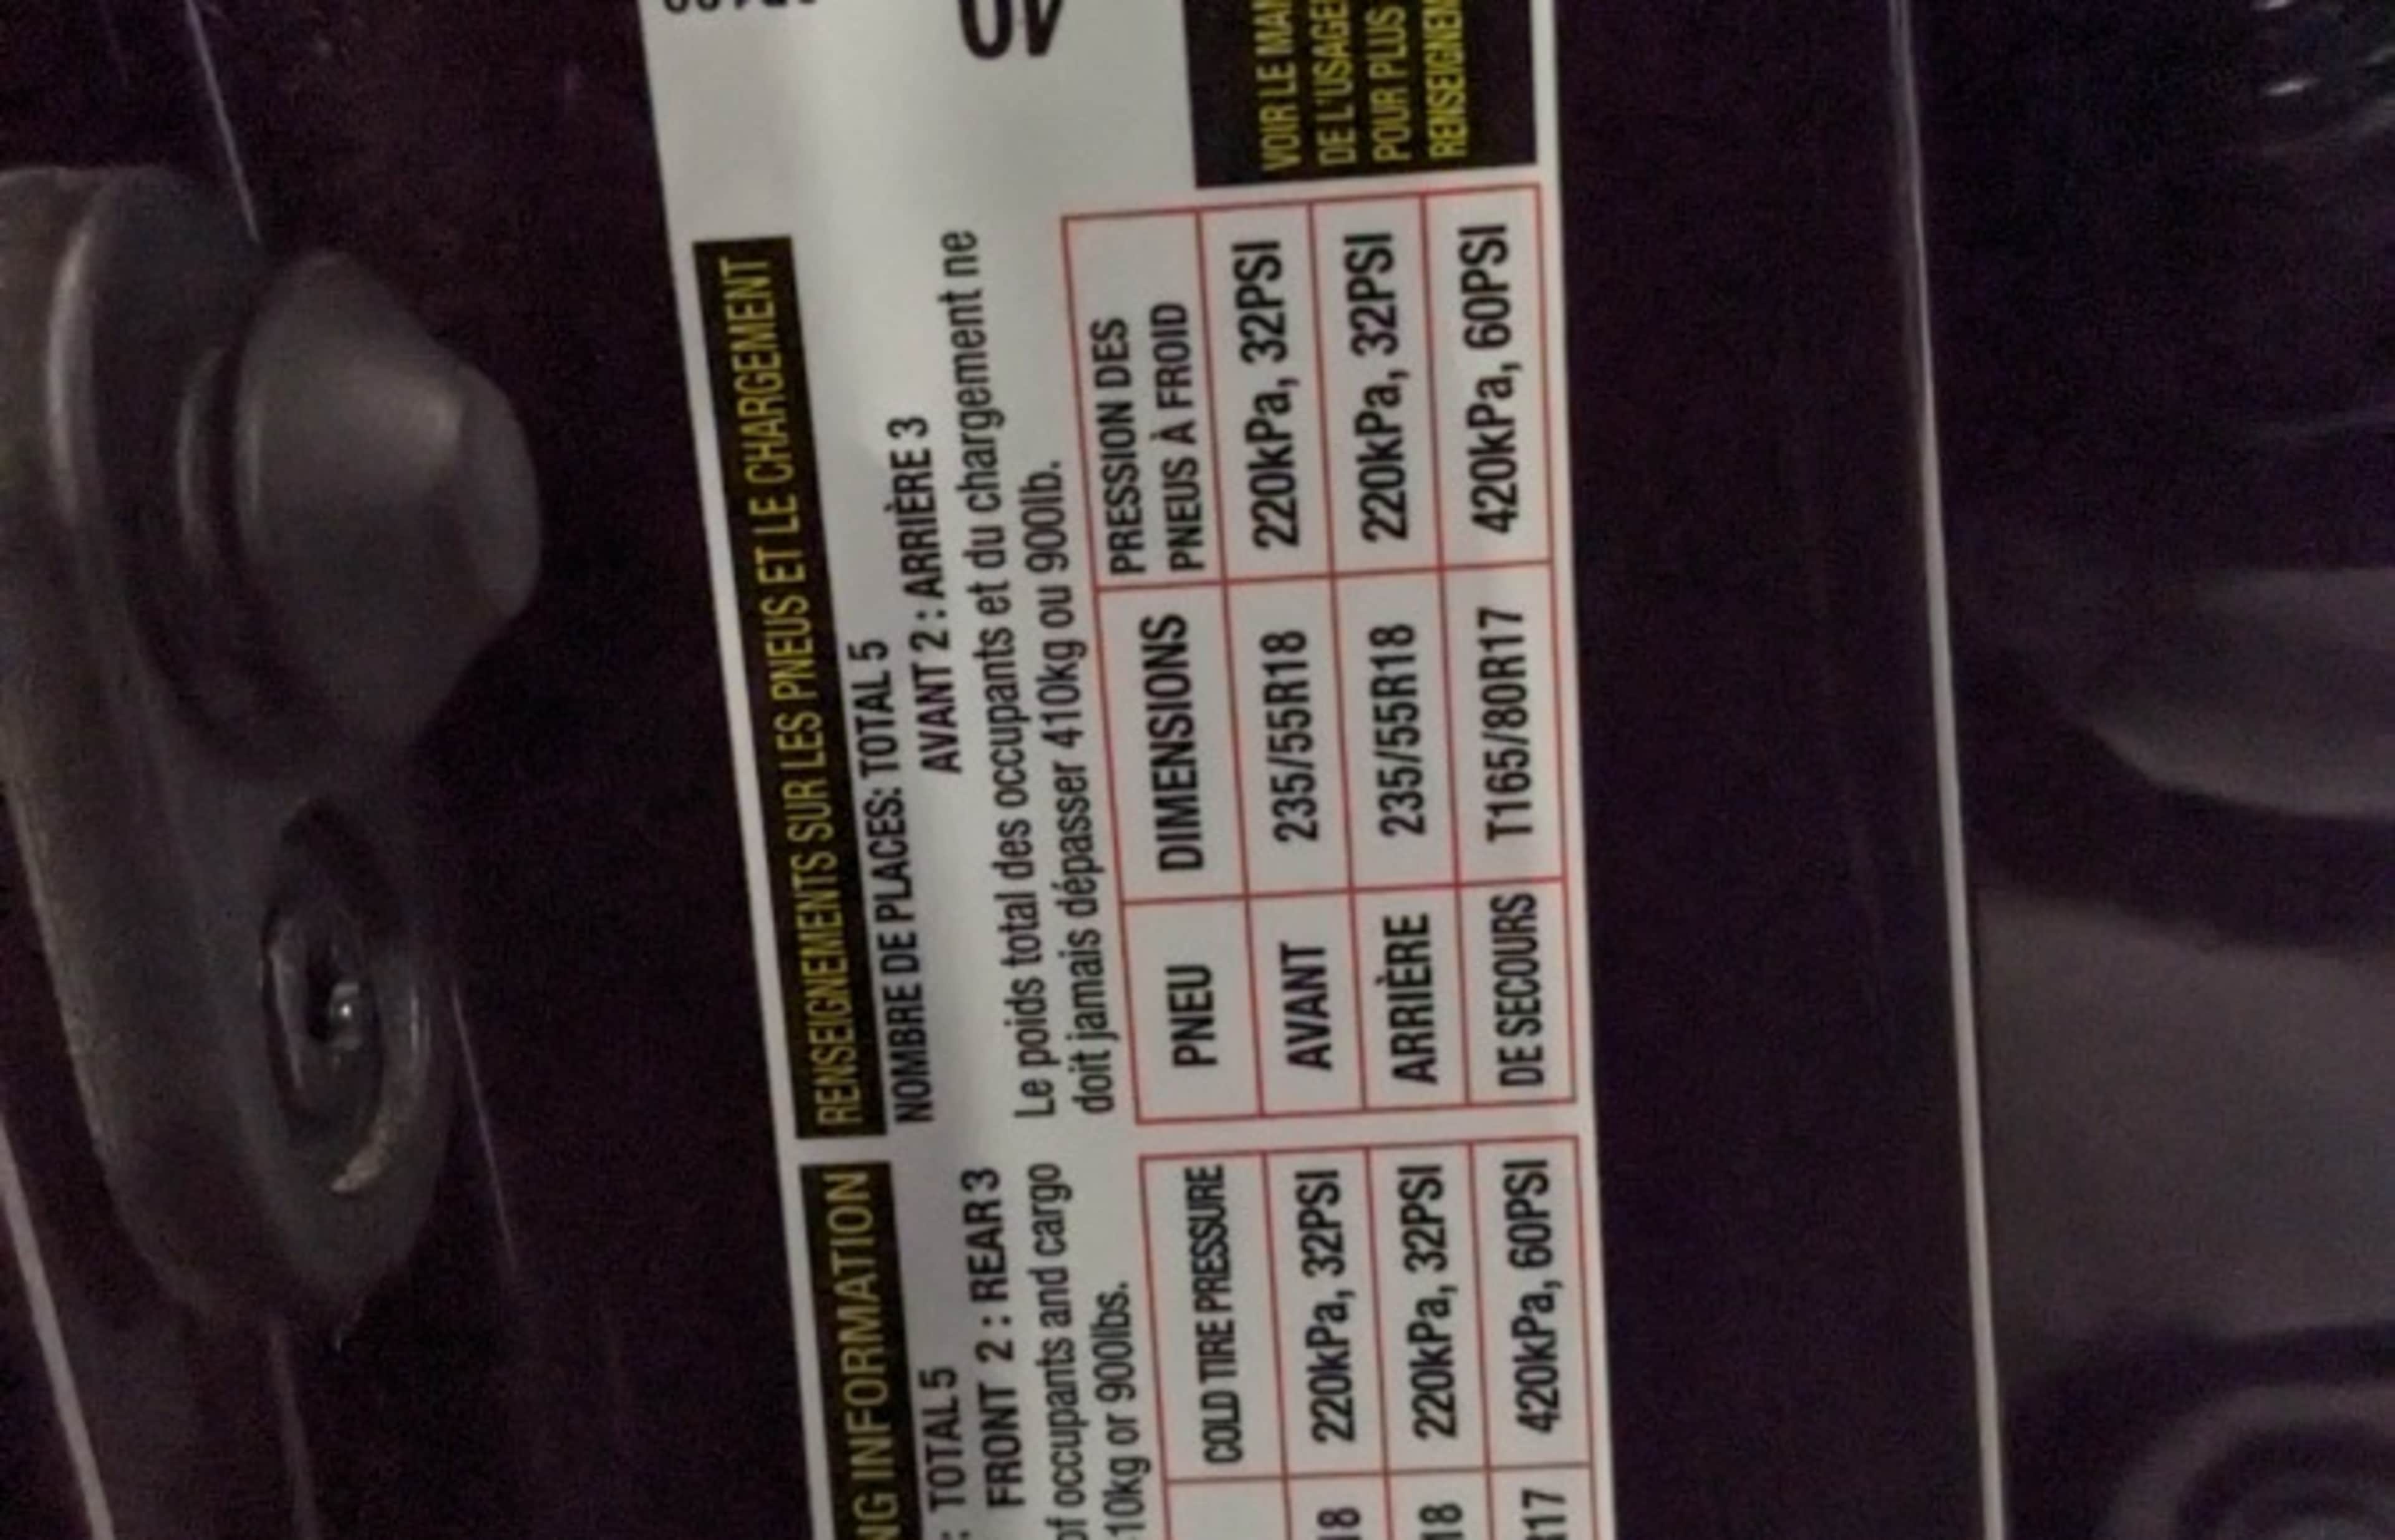 NG INFORMATION
: TOTAL 5
FRONT 2 : REAR 3
of occupants and cargo
10kg or 900lbs.
COLD TIRE PRESSURE
18 220kPa, 32PSI
18 220kPa, 32PSI
17 420kPa, 60PSI
RENSEIGNEMENTS SUR LES PNEUS ET LE CHARGEMENT
NOMBRE DE PLACES: TOTAL 5
AVANT 2 : ARRIÈRE 3
Le poids total des occupants et du chargement ne
doit jamais dépasser 410kg ou 900lb.
PNEU DIMENSIONS PRESSION DES PNEUS À FROID
AVANT 235/55R18 220kPa, 32PSI
ARRIÈRE 235/55R18 220kPa, 32PSI
DE SECOURS T165/80R17 420kPa, 60PSI
VOIR LE MAN
DE L'USAGE
POUR PLUS
RENSEIGNEM